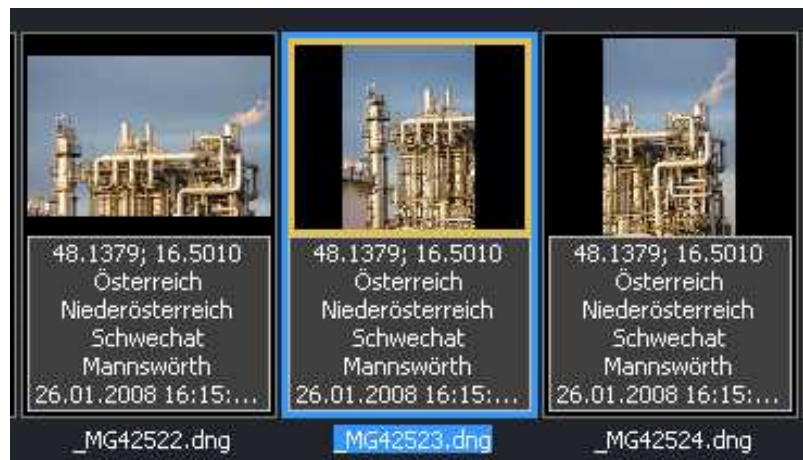 48.1379; 16.5010
Österreich
Niederösterreich
Schwechat
Mannswörth
26.01.2008 16:15:...
_MG42522.dng
48.1379; 16.5010
Österreich
Niederösterreich
Schwechat
Mannswörth
26.01.2008 16:15:...
_MG42523.dng
48.1379; 16.5010
Österreich
Niederösterreich
Schwechat
Mannswörth
26.01.2008 16:15:...
_MG42524.dng